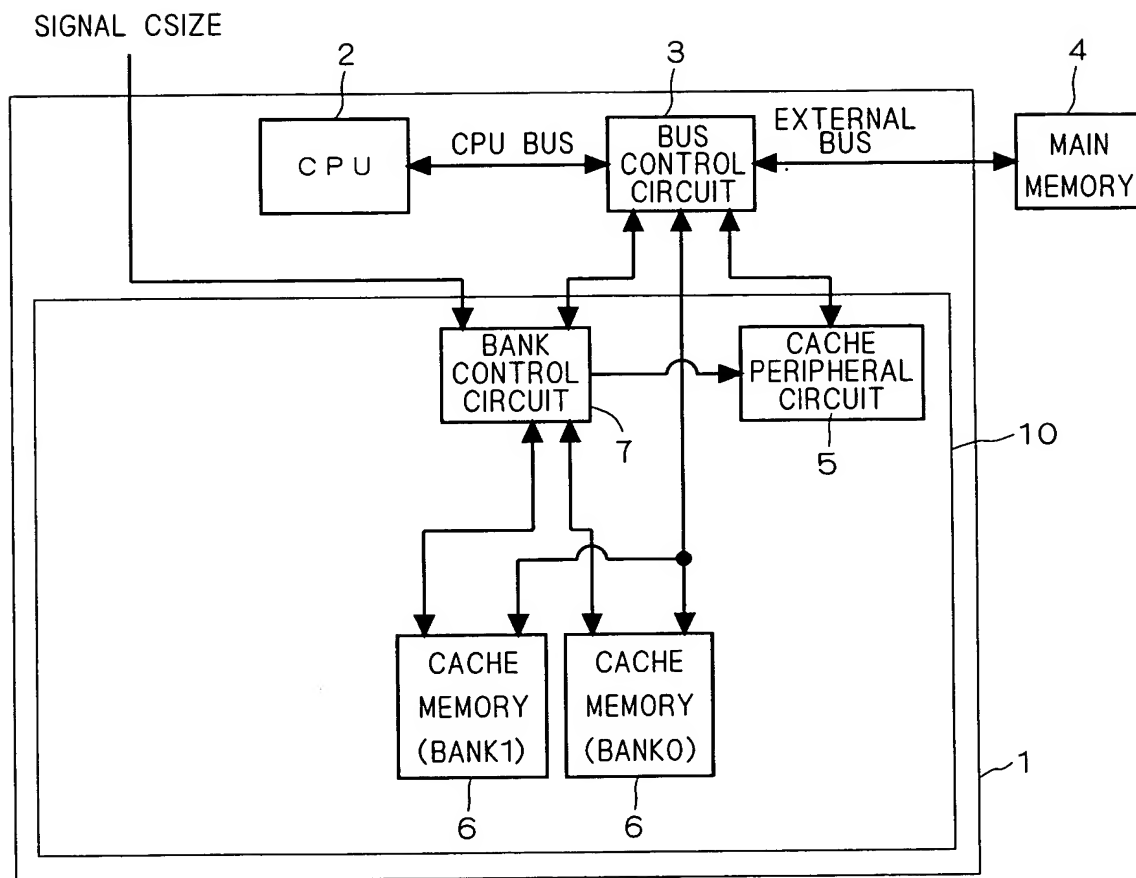 SIGNAL CSIZE
2
3
4
CPU
CPU BUS
BUS
CONTROL
CIRCUIT
EXTERNAL
BUS
MAIN
MEMORY
BANK
CONTROL
CIRCUIT
7
CACHE
PERIPHERAL
CIRCUIT
5
10
CACHE
MEMORY
(BANK1)
6
CACHE
MEMORY
(BANK0)
6
1